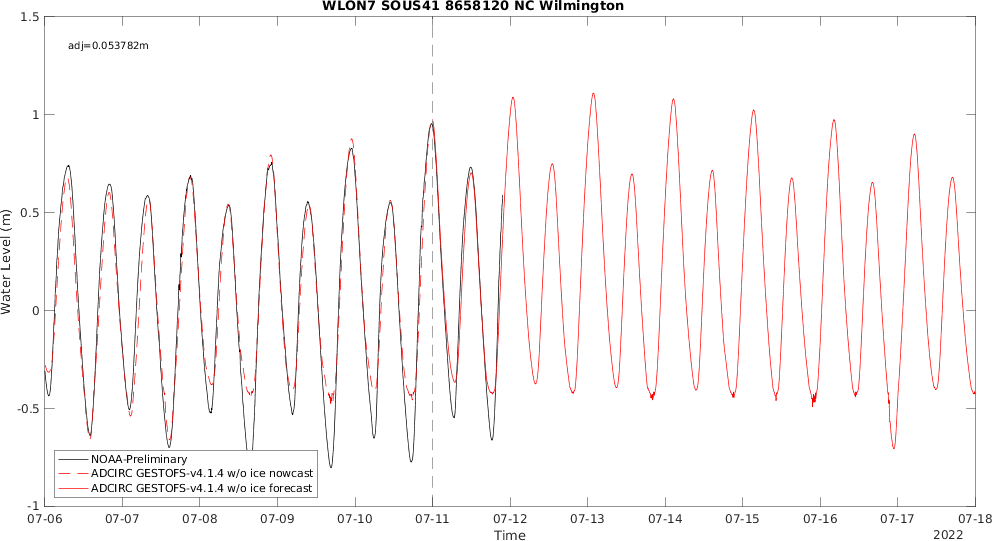 WLON7 SOUS41 8658120 NC Wilmington
adj=0.053782m
Water Level (m)
1.5
1
0.5
0
-0.5
-1
NOAA-Preliminary
ADCIRC GESTOFS-v4.1.4 w/o ice nowcast
ADCIRC GESTOFS-v4.1.4 w/o ice forecast
07-06 07-07 07-08 07-09 07-10 07-11 07-12 07-13 07-14 07-15 07-16 07-17 07-18
Time
2022